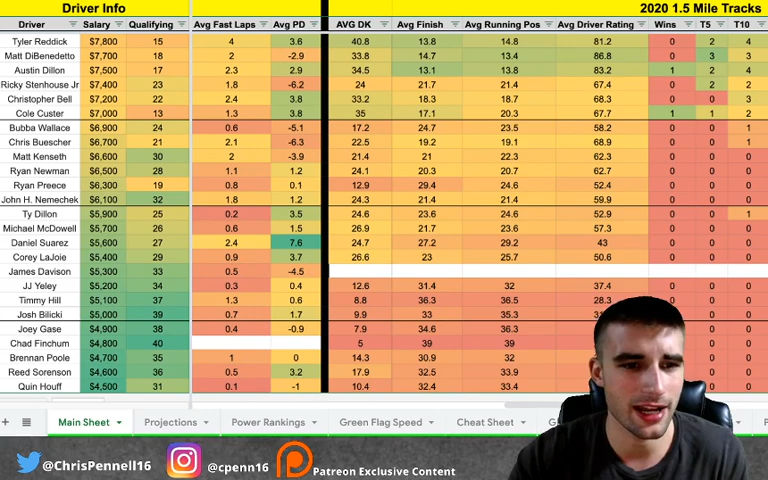 Driver Info 2020 1.5 Mile Tracks
Driver Salary Qualifying Avg Fast Laps Avg PD AVG DK Avg Finish Avg Running Pos Avg Driver Rating Wins T5 T10
Tyler Reddick $7,800 15 4 3.6 40.8 13.8 14.8 81.2 0 2 4
Matt DiBenedetto $7,700 18 2 -2.9 33.8 14.7 13.4 86.8 0 3 3
Austin Dillon $7,500 17 2.3 2.9 34.5 13.1 13.8 83.2 1 2 4
Ricky Stenhouse Jr $7,400 23 1.8 -6.2 24 21.7 21.4 67.4 0 2 2
Christopher Bell $7,200 22 2.4 3.8 33.2 18.3 18.7 68.3 0 0 3
Cole Custer $7,000 13 1.3 3.8 35 17.1 20.3 67.7 1 1 2
Bubba Wallace $6,900 24 0.6 -5.1 17.2 24.7 23.5 58.2 0 0 1
Chris Buescher $6,700 21 2.1 -6.3 22.5 19.2 19.1 68.9 0 0 1
Matt Kenseth $6,600 30 2 -3.9 21.4 21 22.3 62.3 0 0 0
Ryan Newman $6,500 28 1.1 1.2 24.1 20.3 20.7 62.7 0 0 0
Ryan Preece $6,300 19 0.8 0.1 12.9 29.4 24.6 52.4 0 0 0
John H. Nemechek $6,100 32 1.8 1.2 24.3 21.4 21.4 59.9 0 0 0
Ty Dillon $5,900 25 0.2 3.5 24.6 23.6 24.6 52.9 0 0 1
Michael McDowell $5,700 26 0.6 1.5 26.9 21.7 23.6 57.3 0 0 0
Daniel Suarez $5,600 27 2.4 7.6 24.7 27.2 29.2 43 0 0 0
Corey LaJoie $5,400 29 0.9 3.7 26.6 23 25.7 50.6 0 0 0
James Davison $5,300 33 0.5 -4.5 0 0 0
JJ Yeley $5,200 34 0.3 0.4 12.6 31.4 32 37.4 0 0 0
Timmy Hill $5,100 37 1.3 0.6 8.8 36.3 36.5 28.3 0 0
Josh Bilicki $5,000 39 0.7 1.7 9.9 33 35.3 0 0
Joey Gase $4,900 38 0.4 -0.9 7.9 34.6 36.3 0 0
Chad Finchum $4,800 40 5 39 39 0 0
Brennan Poole $4,700 35 1 0 14.3 30.9 32 0 0
Reed Sorenson $4,600 36 0.5 3.2 17.9 32.5 33.9 0 0
Quin Houff $4,500 31 0.1 -1 10.4 32.4 33.4 0 0
+ Main Sheet Projections Power Rankings Green Flag Speed Cheat Sheet
@ChrisPennell16 @cpenn16 Patreon Exclusive Content